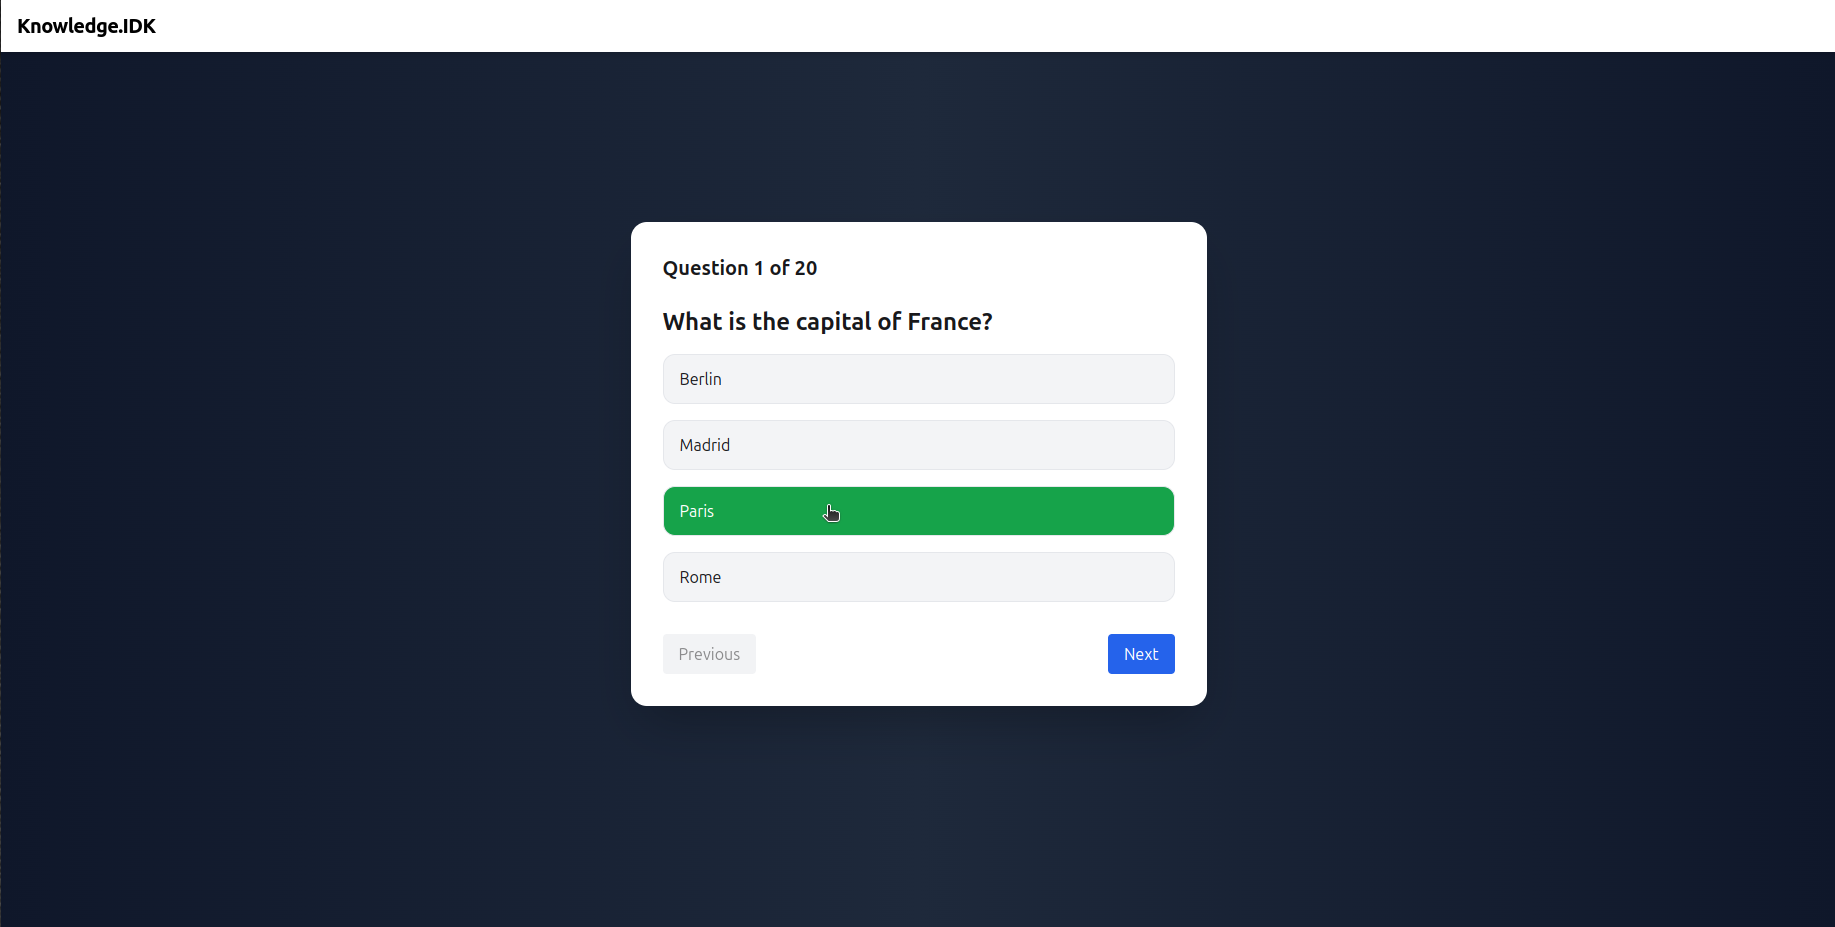 Knowledge.IDK
Question 1 of 20
What is the capital of France?
Berlin
Madrid
Paris
Rome
Previous
Next